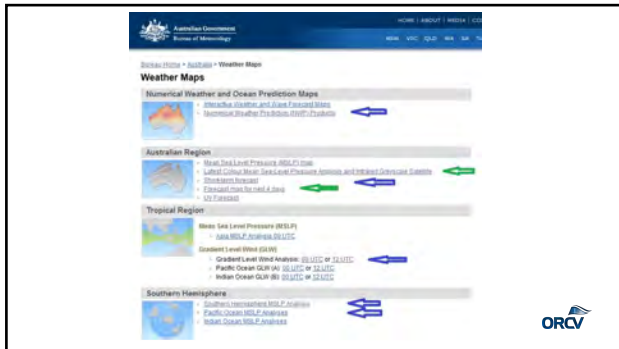 Australian Government
Bureau of Meteorology
HOME | ABOUT | MEDIA | CO
NSW VIC QLD WA SA
Bureau Home > Australia > Weather Maps
Weather Maps
Numerical Weather and Ocean Prediction Maps
Interactive Weather and Wave Forecast Maps
Numerical Weather Prediction (NWP) Products
Australian Region
Mean Sea Level Pressure (MSLP) map
Latest Colour Mean Sea-Level Pressure Analysis and Infrared Greyscale Satellite
Short-term forecast
Forecast map for next 4 days
UV Forecast
Tropical Region
Mean Sea Level Pressure (MSLP)
Asia MSLP Analysis 00 UTC
Gradient Level Wind (GLW)
Gradient Level Wind Analysis: 00 UTC or 12 UTC
Pacific Ocean GLW (A): 00 UTC or 12 UTC
Indian Ocean GLW (B): 00 UTC or 12 UTC
Southern Hemisphere
Southern Hemisphere MSLP Analysis
Pacific Ocean MSLP Analyses
Indian Ocean MSLP Analyses
ORCV